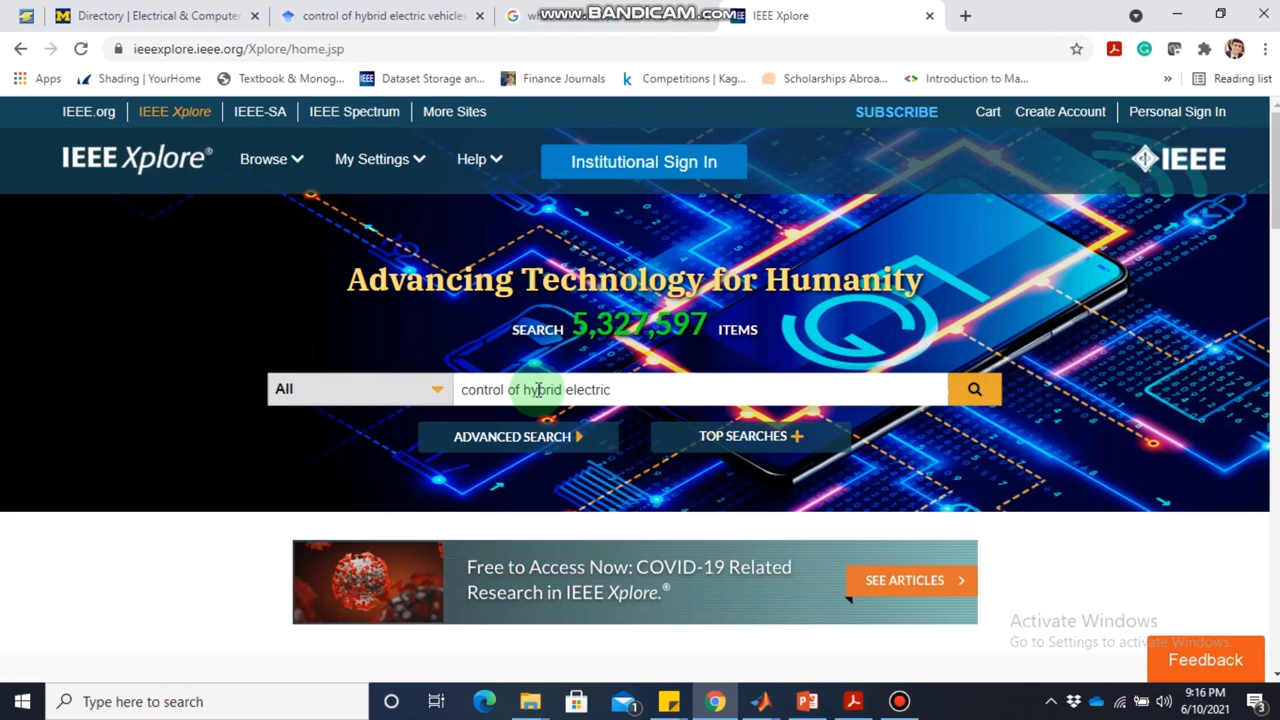 Directory | Electrical & Computer
control of hybrid electric vehicles
wh
www.BANDICAM.com
IEEE Xplore
ieeexplore.ieee.org/Xplore/home.jsp
Apps
Shading | YourHome
Textbook & Monog...
Dataset Storage an...
Finance Journals
Competitions | Kag...
Scholarships Abroa...
Introduction to Ma...
»
Reading list
IEEE.org
IEEE Xplore
IEEE-SA
IEEE Spectrum
More Sites
SUBSCRIBE
Cart
Create Account
Personal Sign In
IEEE Xplore®
Browse
My Settings
Help
Institutional Sign In
IEEE
Advancing Technology for Humanity
SEARCH 5,327,597 ITEMS
All
control of hybrid electric
ADVANCED SEARCH
TOP SEARCHES
Free to Access Now: COVID-19 Related
Research in IEEE Xplore.®
SEE ARTICLES
Activate Windows
Go to Settings to activate Windows.
Feedback
Type here to search
1
9:16 PM
6/10/2021
3